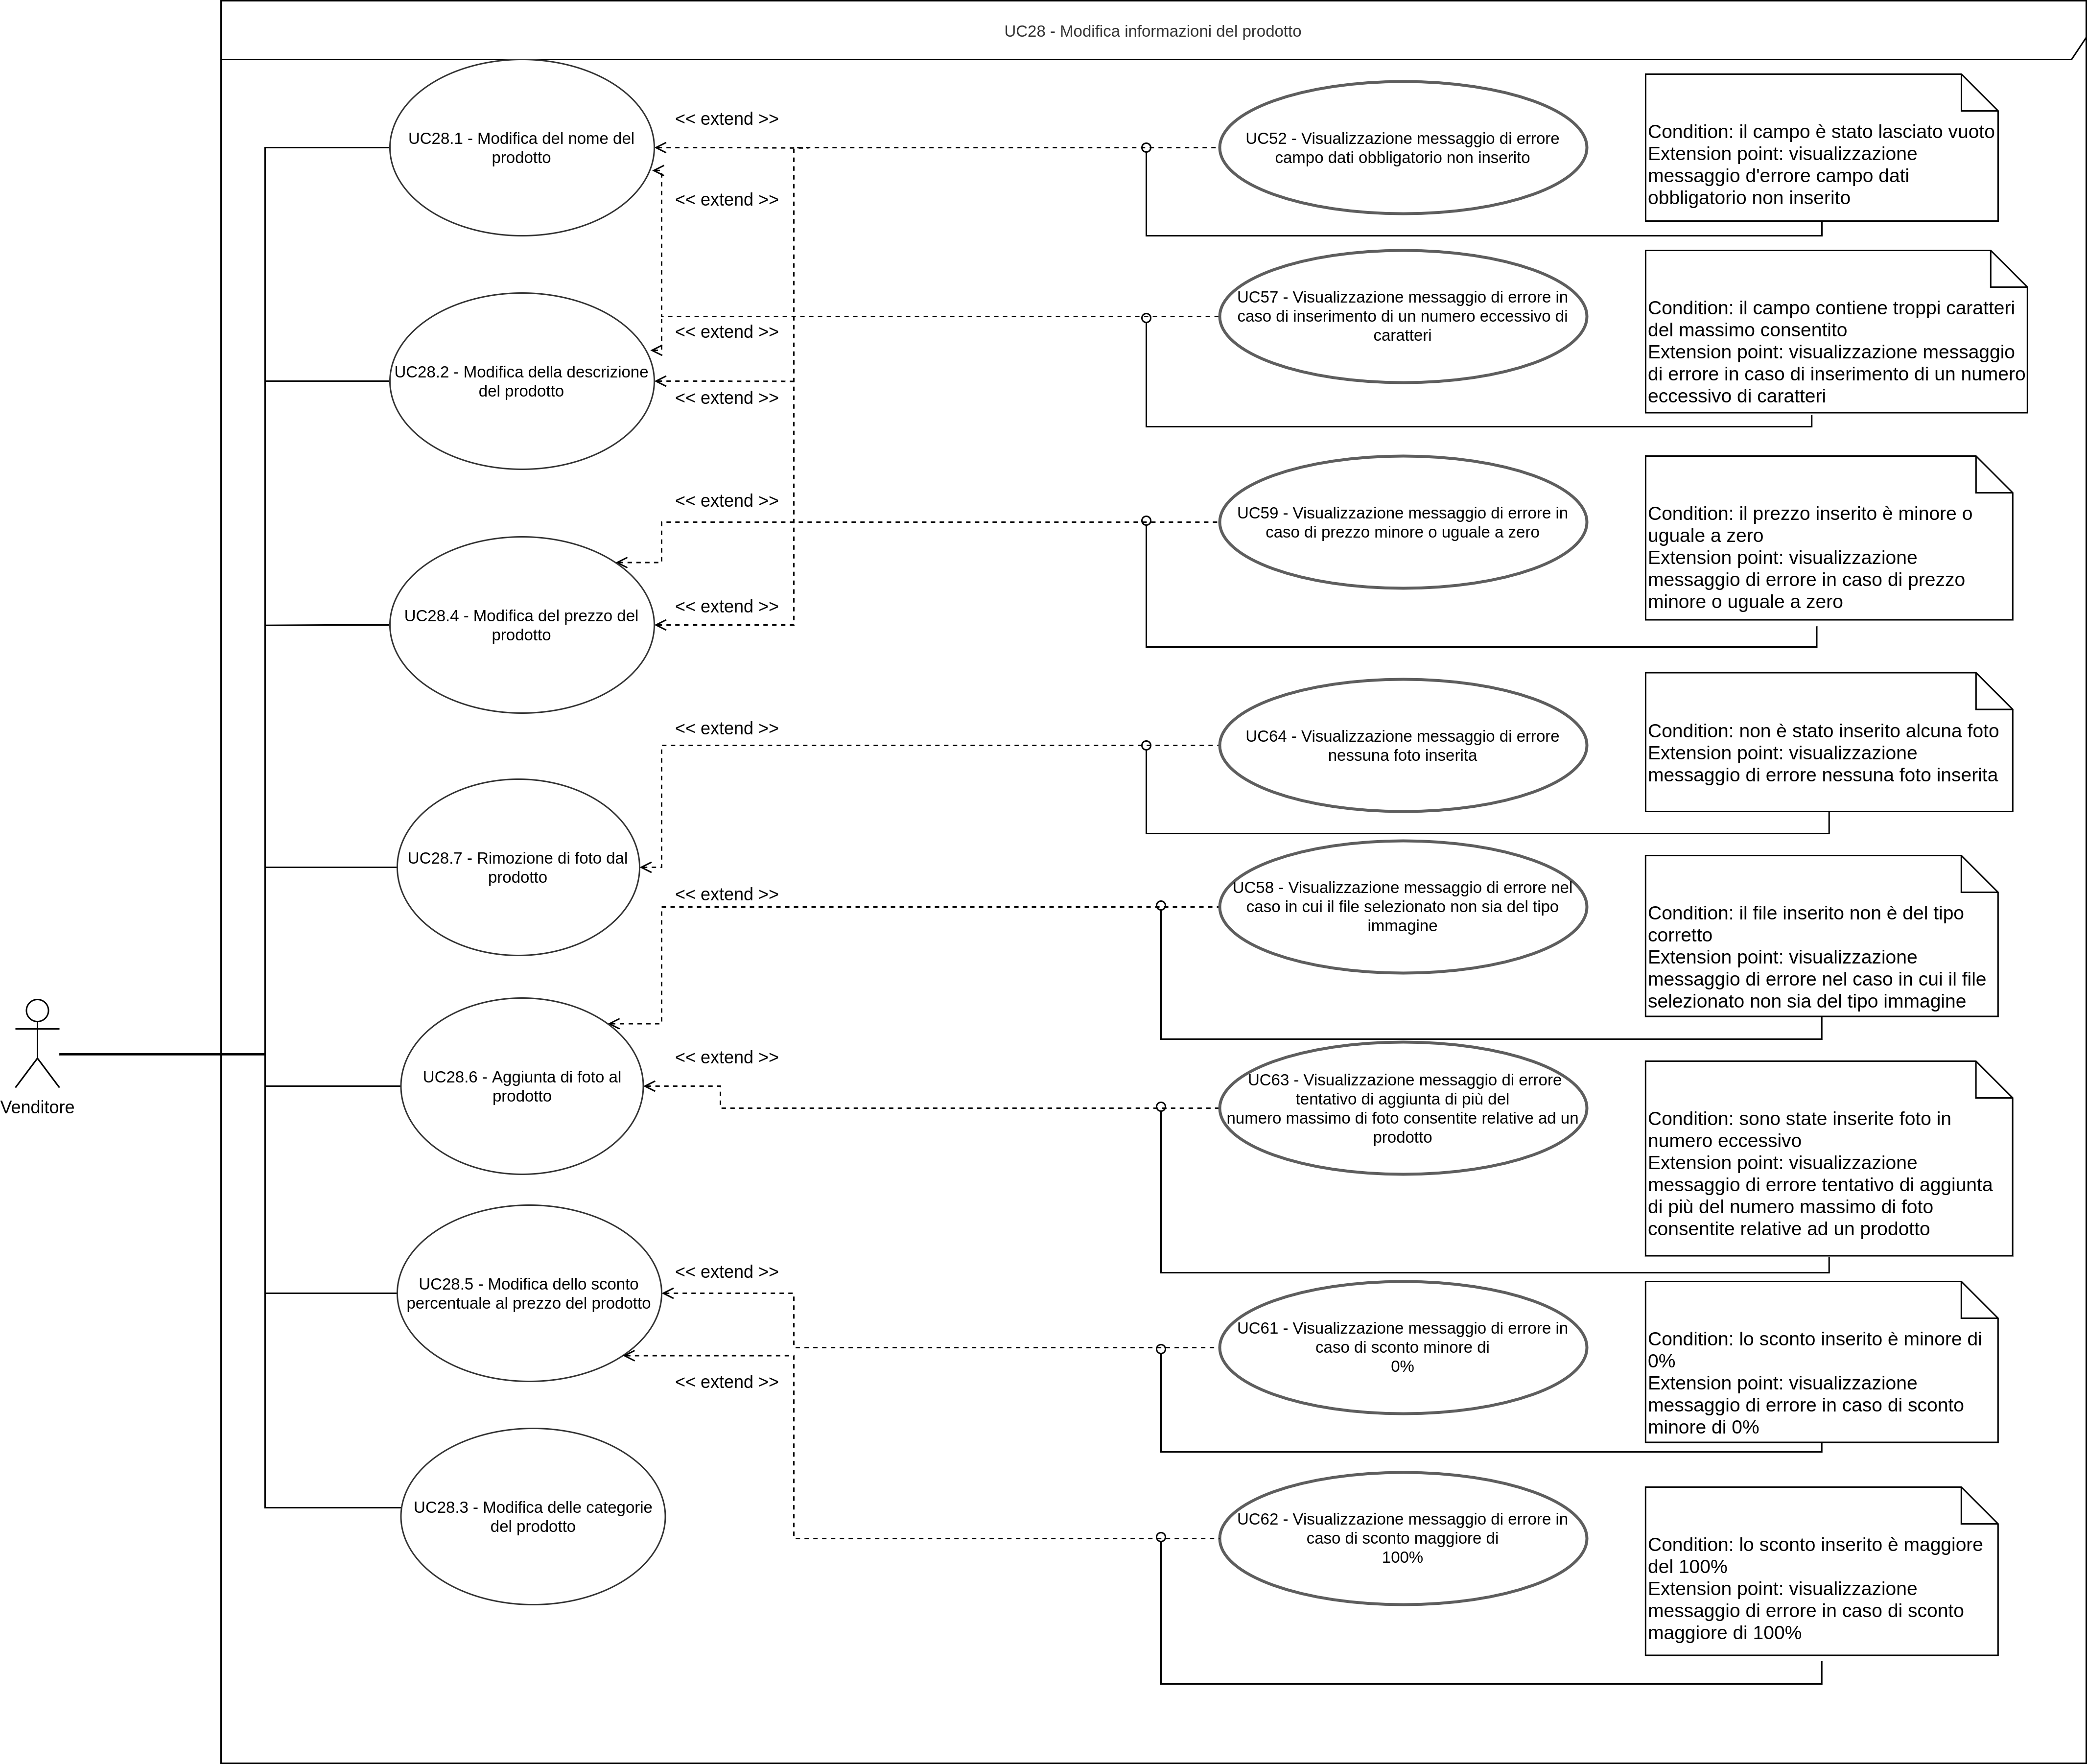 UC28 - Modifica informazioni del prodotto
UC28.1 - Modifica del nome del
prodotto
<< extend >>
<< extend >>
UC52 - Visualizzazione messaggio di errore
campo dati obbligatorio non inserito
Condition: il campo è stato lasciato vuoto
Extension point: visualizzazione
messaggio d'errore campo dati
obbligatorio non inserito
UC28.2 - Modifica della descrizione
del prodotto
<< extend >>
<< extend >>
UC57 - Visualizzazione messaggio di errore in
caso di inserimento di un numero eccessivo di
caratteri
Condition: il campo contiene troppi caratteri
del massimo consentito
Extension point: visualizzazione messaggio
di errore in caso di inserimento di un numero
eccessivo di caratteri
UC28.4 - Modifica del prezzo del
prodotto
<< extend >>
<< extend >>
UC59 - Visualizzazione messaggio di errore in
caso di prezzo minore o uguale a zero
Condition: il prezzo inserito è minore o
uguale a zero
Extension point: visualizzazione
messaggio di errore in caso di prezzo
minore o uguale a zero
UC28.7 - Rimozione di foto dal
prodotto
<< extend >>
UC64 - Visualizzazione messaggio di errore
nessuna foto inserita
Condition: non è stato inserito alcuna foto
Extension point: visualizzazione
messaggio di errore nessuna foto inserita
<< extend >>
UC58 - Visualizzazione messaggio di errore nel
caso in cui il file selezionato non sia del tipo
immagine
Condition: il file inserito non è del tipo
corretto
Extension point: visualizzazione
messaggio di errore nel caso in cui il file
selezionato non sia del tipo immagine
Venditore
UC28.6 - Aggiunta di foto al
prodotto
<< extend >>
UC63 - Visualizzazione messaggio di errore
tentativo di aggiunta di più del
numero massimo di foto consentite relative ad un
prodotto
Condition: sono state inserite foto in
numero eccessivo
Extension point: visualizzazione
messaggio di errore tentativo di aggiunta
di più del numero massimo di foto
consentite relative ad un prodotto
UC28.5 - Modifica dello sconto
percentuale al prezzo del prodotto
<< extend >>
<< extend >>
UC61 - Visualizzazione messaggio di errore in
caso di sconto minore di
0%
Condition: lo sconto inserito è minore di
0%
Extension point: visualizzazione
messaggio di errore in caso di sconto
minore di 0%
UC28.3 - Modifica delle categorie
del prodotto
UC62 - Visualizzazione messaggio di errore in
caso di sconto maggiore di
100%
Condition: lo sconto inserito è maggiore
del 100%
Extension point: visualizzazione
messaggio di errore in caso di sconto
maggiore di 100%